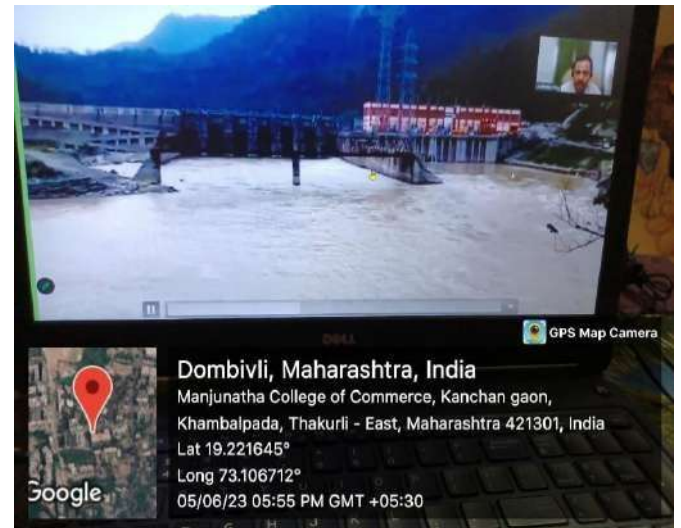 DELL
GPS Map Camera
Dombivli, Maharashtra, India
Manjunatha College of Commerce, Kanchan gaon,
Khambalpada, Thakurli - East, Maharashtra 421301, India
Lat 19.221645°
Long 73.106712°
05/06/23 05:55 PM GMT +05:30
Google